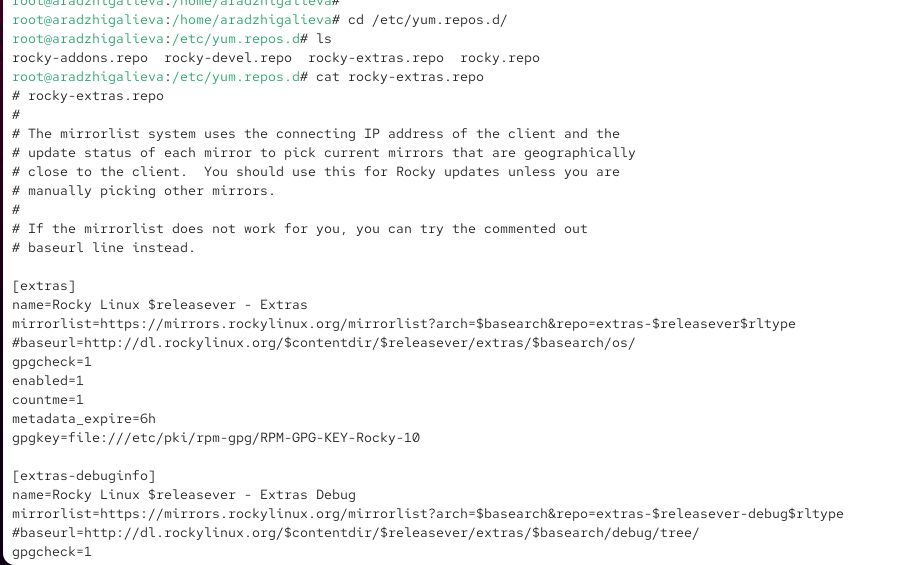 root@aradzhigalieva:/home/aradzhigalieva#
root@aradzhigalieva:/home/aradzhigalieva# cd /etc/yum.repos.d/
root@aradzhigalieva:/etc/yum.repos.d# ls
rocky-addons.repo  rocky-devel.repo  rocky-extras.repo  rocky.repo
root@aradzhigalieva:/etc/yum.repos.d# cat rocky-extras.repo
# rocky-extras.repo
#
# The mirrorlist system uses the connecting IP address of the client and the
# update status of each mirror to pick current mirrors that are geographically
# close to the client.  You should use this for Rocky updates unless you are
# manually picking other mirrors.
#
# If the mirrorlist does not work for you, you can try the commented out
# baseurl line instead.

[extras]
name=Rocky Linux $releasever - Extras
mirrorlist=https://mirrors.rockylinux.org/mirrorlist?arch=$basearch&repo=extras-$releasever$rltype
#baseurl=http://dl.rockylinux.org/$contentdir/$releasever/extras/$basearch/os/
gpgcheck=1
enabled=1
countme=1
metadata_expire=6h
gpgkey=file:///etc/pki/rpm-gpg/RPM-GPG-KEY-Rocky-10

[extras-debuginfo]
name=Rocky Linux $releasever - Extras Debug
mirrorlist=https://mirrors.rockylinux.org/mirrorlist?arch=$basearch&repo=extras-$releasever-debug$rltype
#baseurl=http://dl.rockylinux.org/$contentdir/$releasever/extras/$basearch/debug/tree/
gpgcheck=1